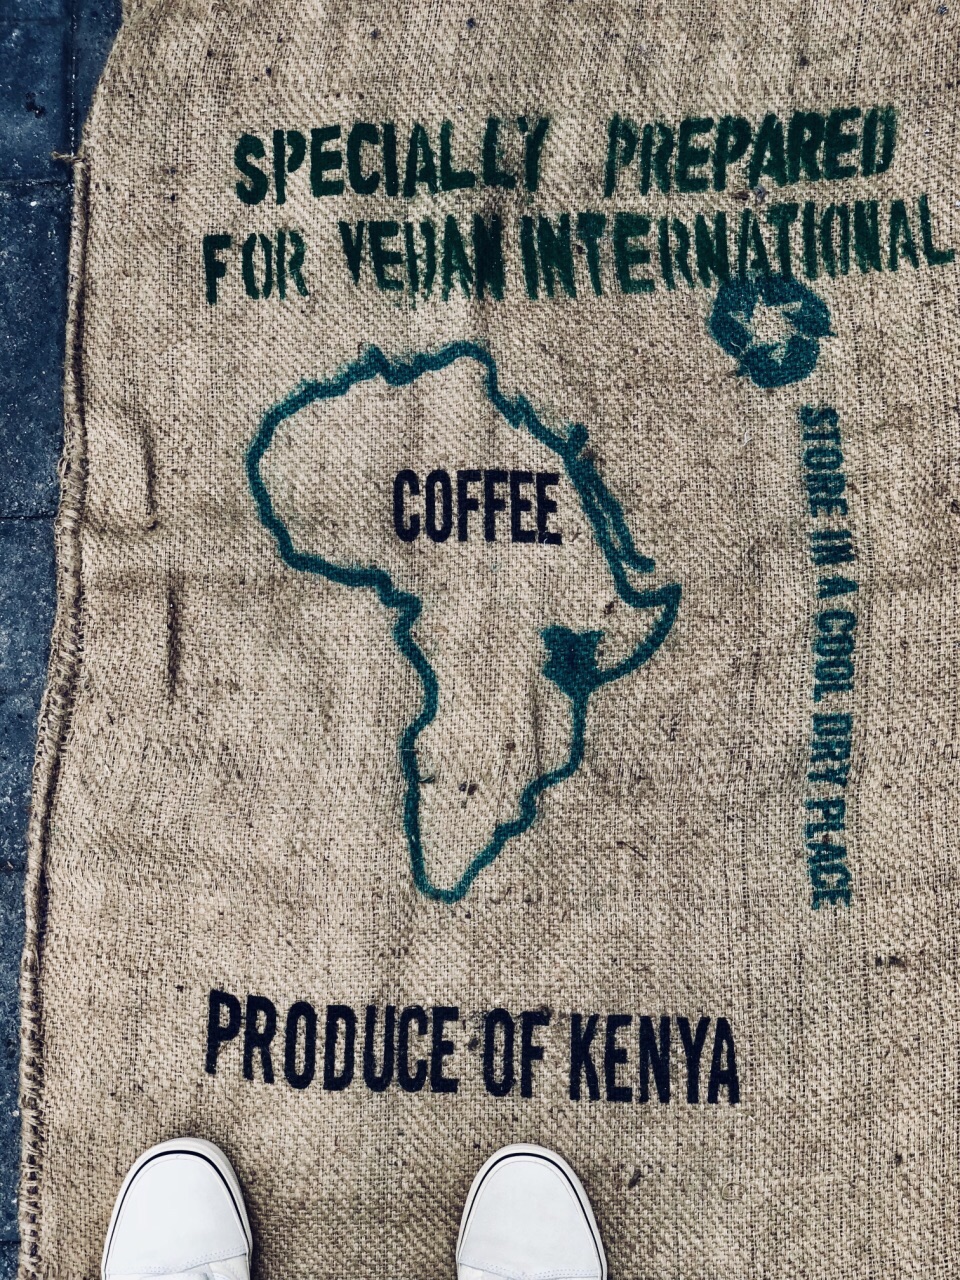 SPECIALLY PREPARED
FOR VEDAN INTERNATIONAL
COFFEE
STORE IN A COOL DRY PLACE
PRODUCE OF KENYA